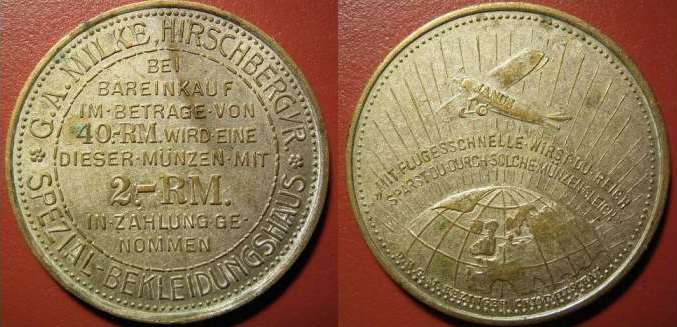 G.A. MILKE, HIRSCHBERG/R.
SPEZIAL-BEKLEIDUNGSHAUS
BEI
BAREINKAUF
IM·BETRAGE·VON
40.-RM. WIRD·EINE
DIESER·MÜNZEN·MIT
2.-RM.
IN·ZAHLUNG·GE-
NOMMEN
MIT·FLUGESSCHNELLE·WIRST·DU·REICH
SPARST·DU·DURCH·SOLCHE·MÜNZEN·GLEICH